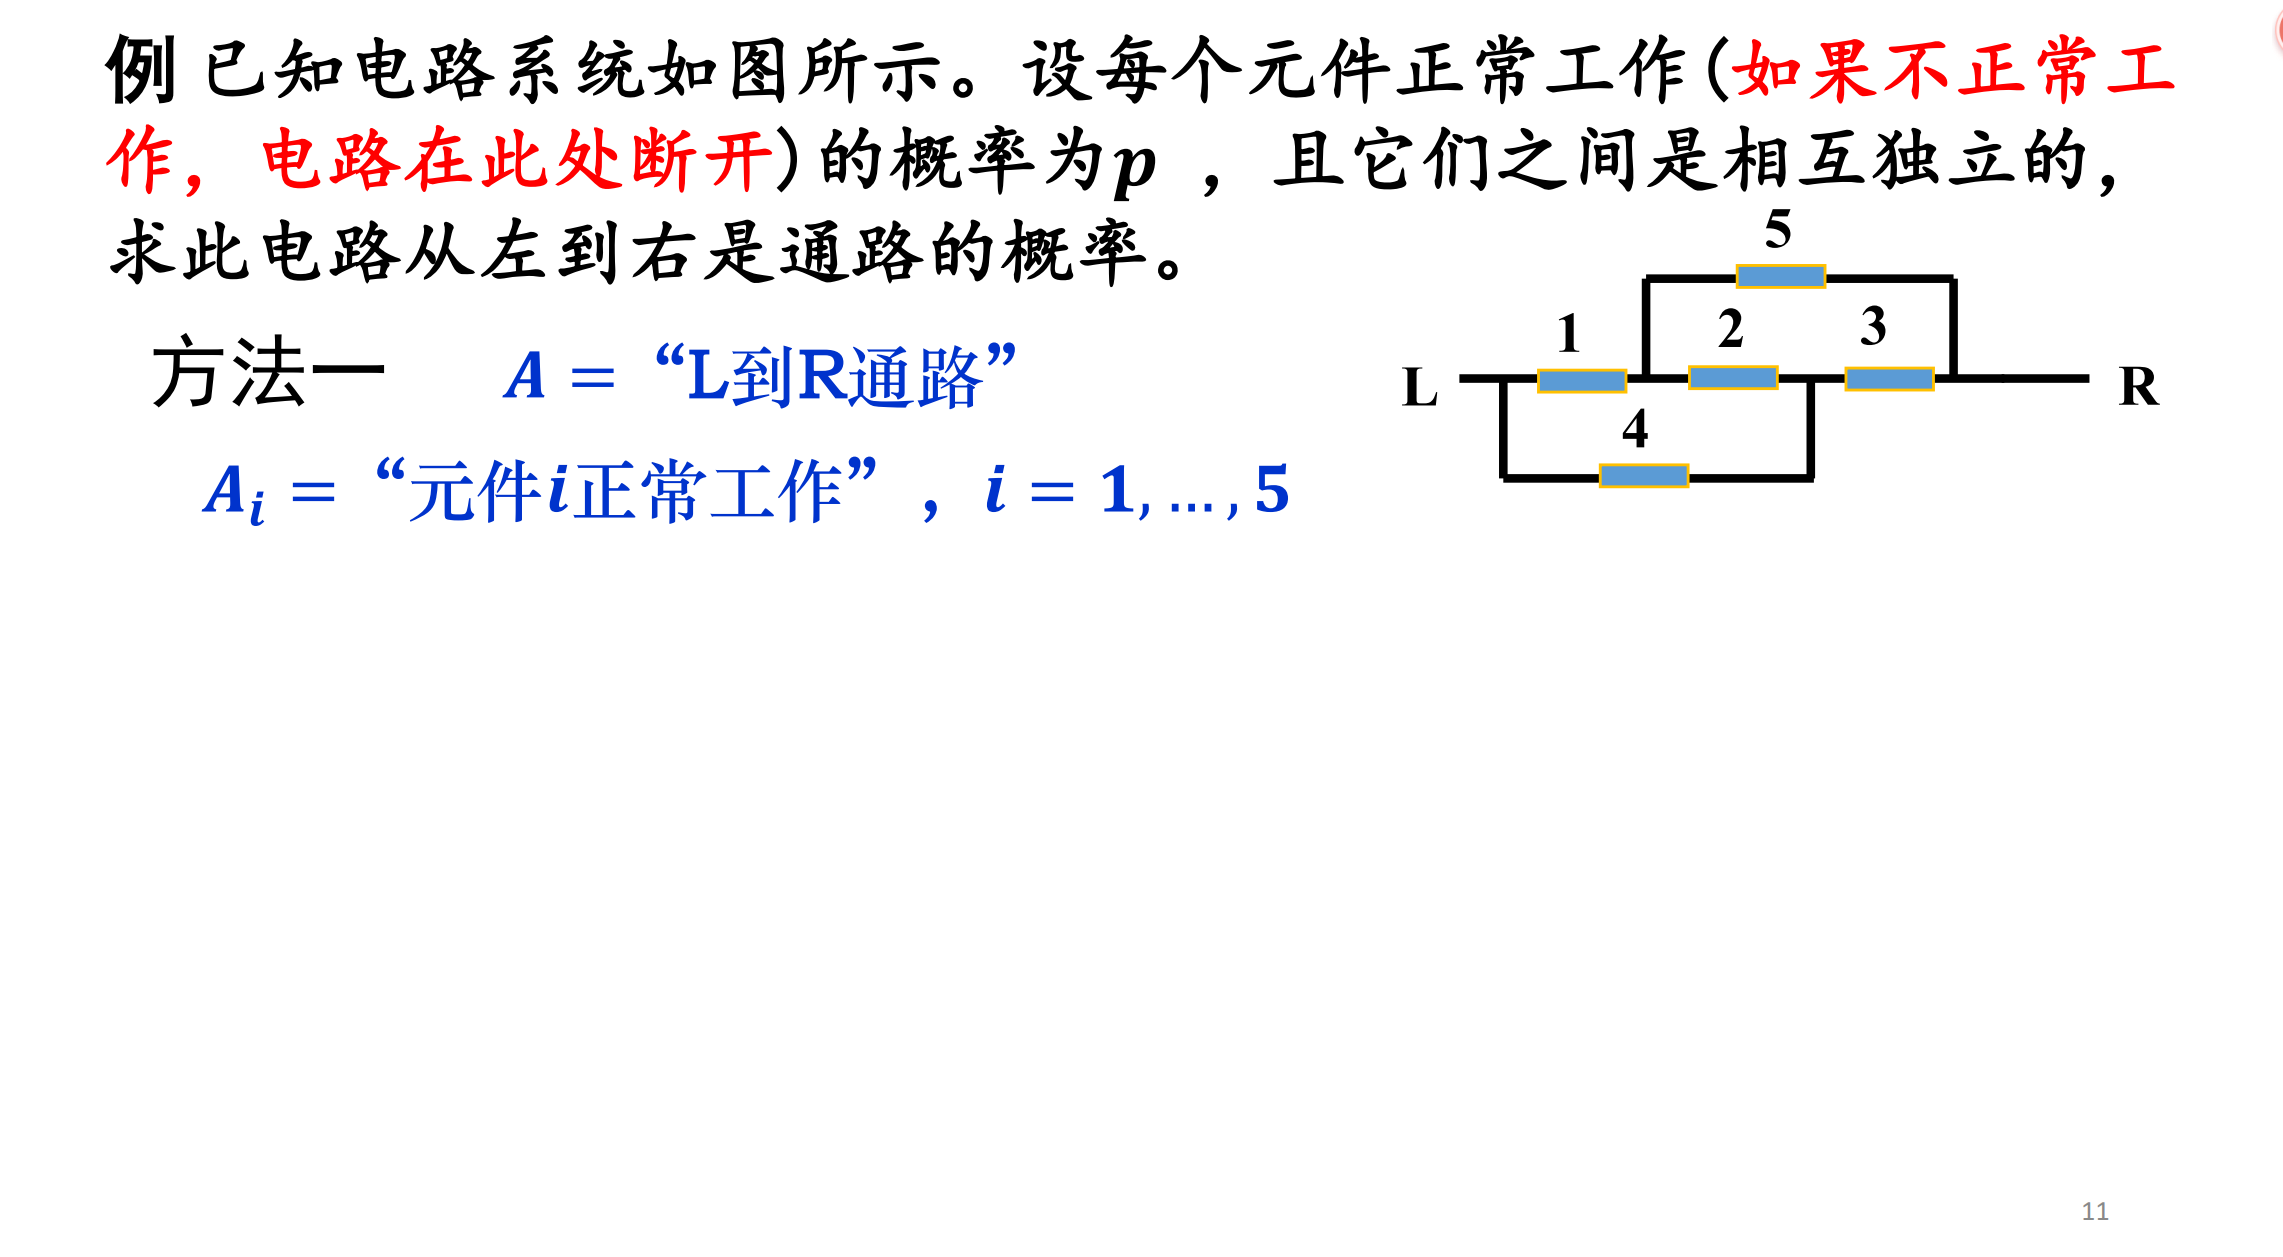 例 已知电路系统如图所示。设每个元件正常工作(如果不正常工
作，电路在此处断开)的概率为p ，且它们之间是相互独立的，
求此电路从左到右是通路的概率。
5
1
2
3
L
R
4
方法一 A = “L到R通路”
Aᵢ = “元件i正常工作”，i = 1, … , 5
11